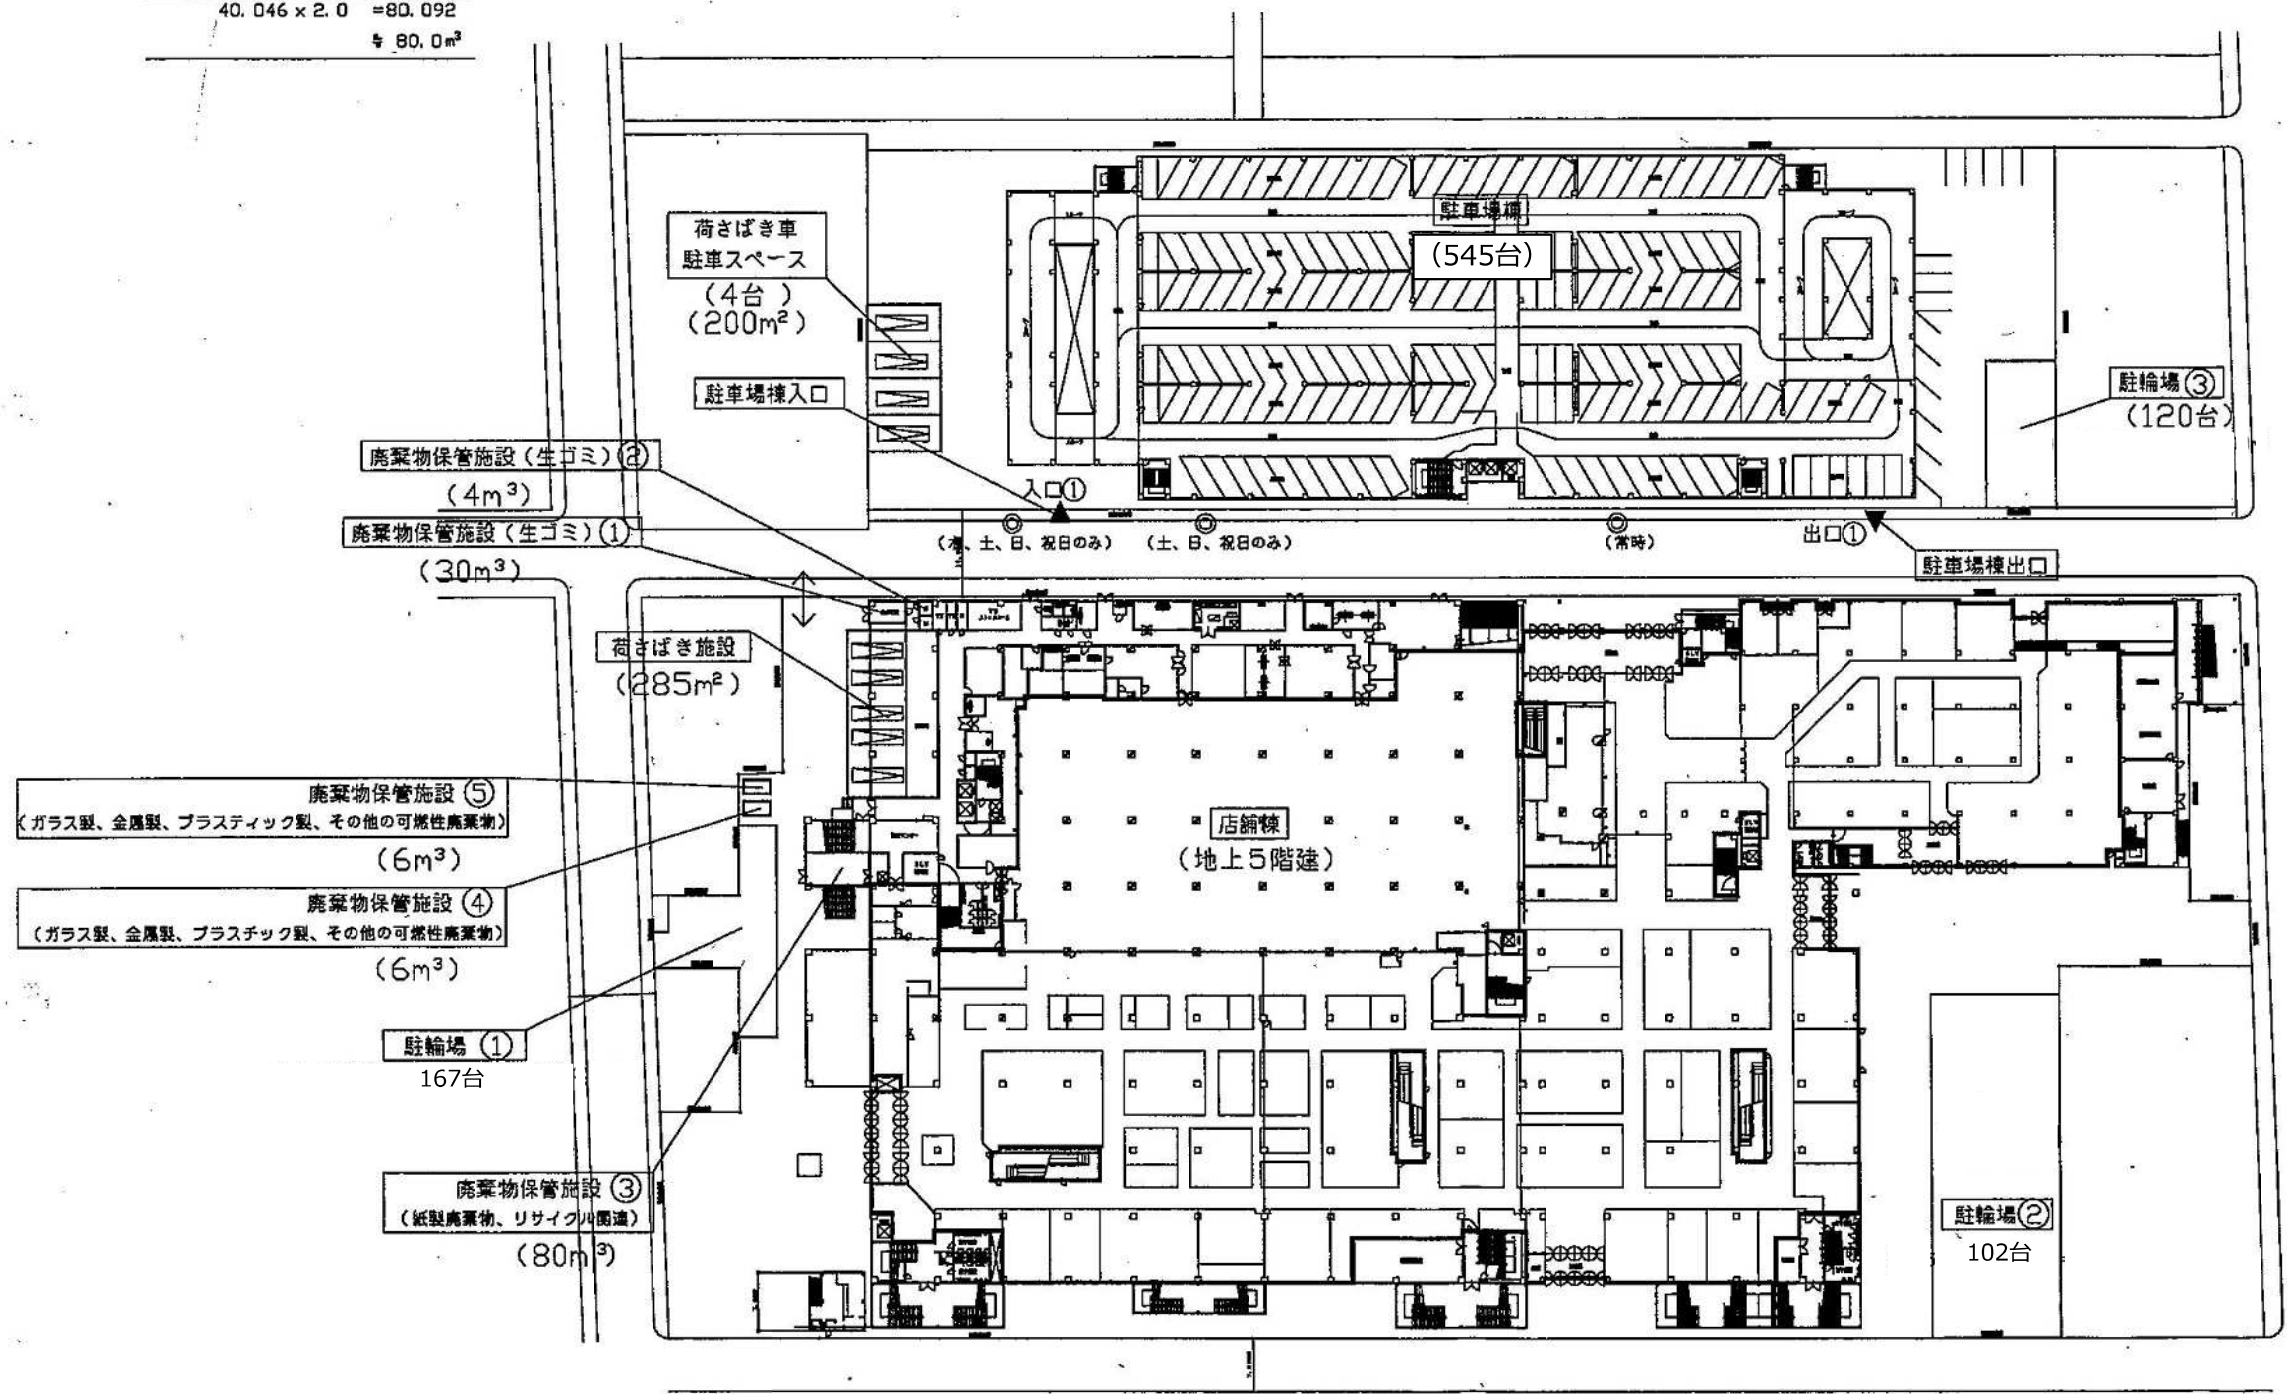 40.046 x 2.0 =80.092
≒ 80.0m³
荷さばき車
駐車スペース
(4台 )
(200m²)
駐車場棟
(545台)
駐車場棟入口
駐輪場③
(120台)
廃棄物保管施設(生ゴミ)②
(4m³)
入口①
廃棄物保管施設(生ゴミ)①
(30m³)
、土、日、祝日のみ)
(土、日、祝日のみ)
(常時)
出口①
駐車場棟出口
荷さばき施設
(285m²)
廃棄物保管施設⑤
(ガラス製、金属製、プラスティック製、その他の可燃性廃棄物)
(6m³)
店舗棟
(地上5階建)
廃棄物保管施設④
(ガラス製、金属製、プラスチック製、その他の可燃性廃棄物)
(6m³)
駐輪場 ①
167台
廃棄物保管施設③
(紙製廃棄物、リサイクル関連)
(80m³)
駐輪場②
102台